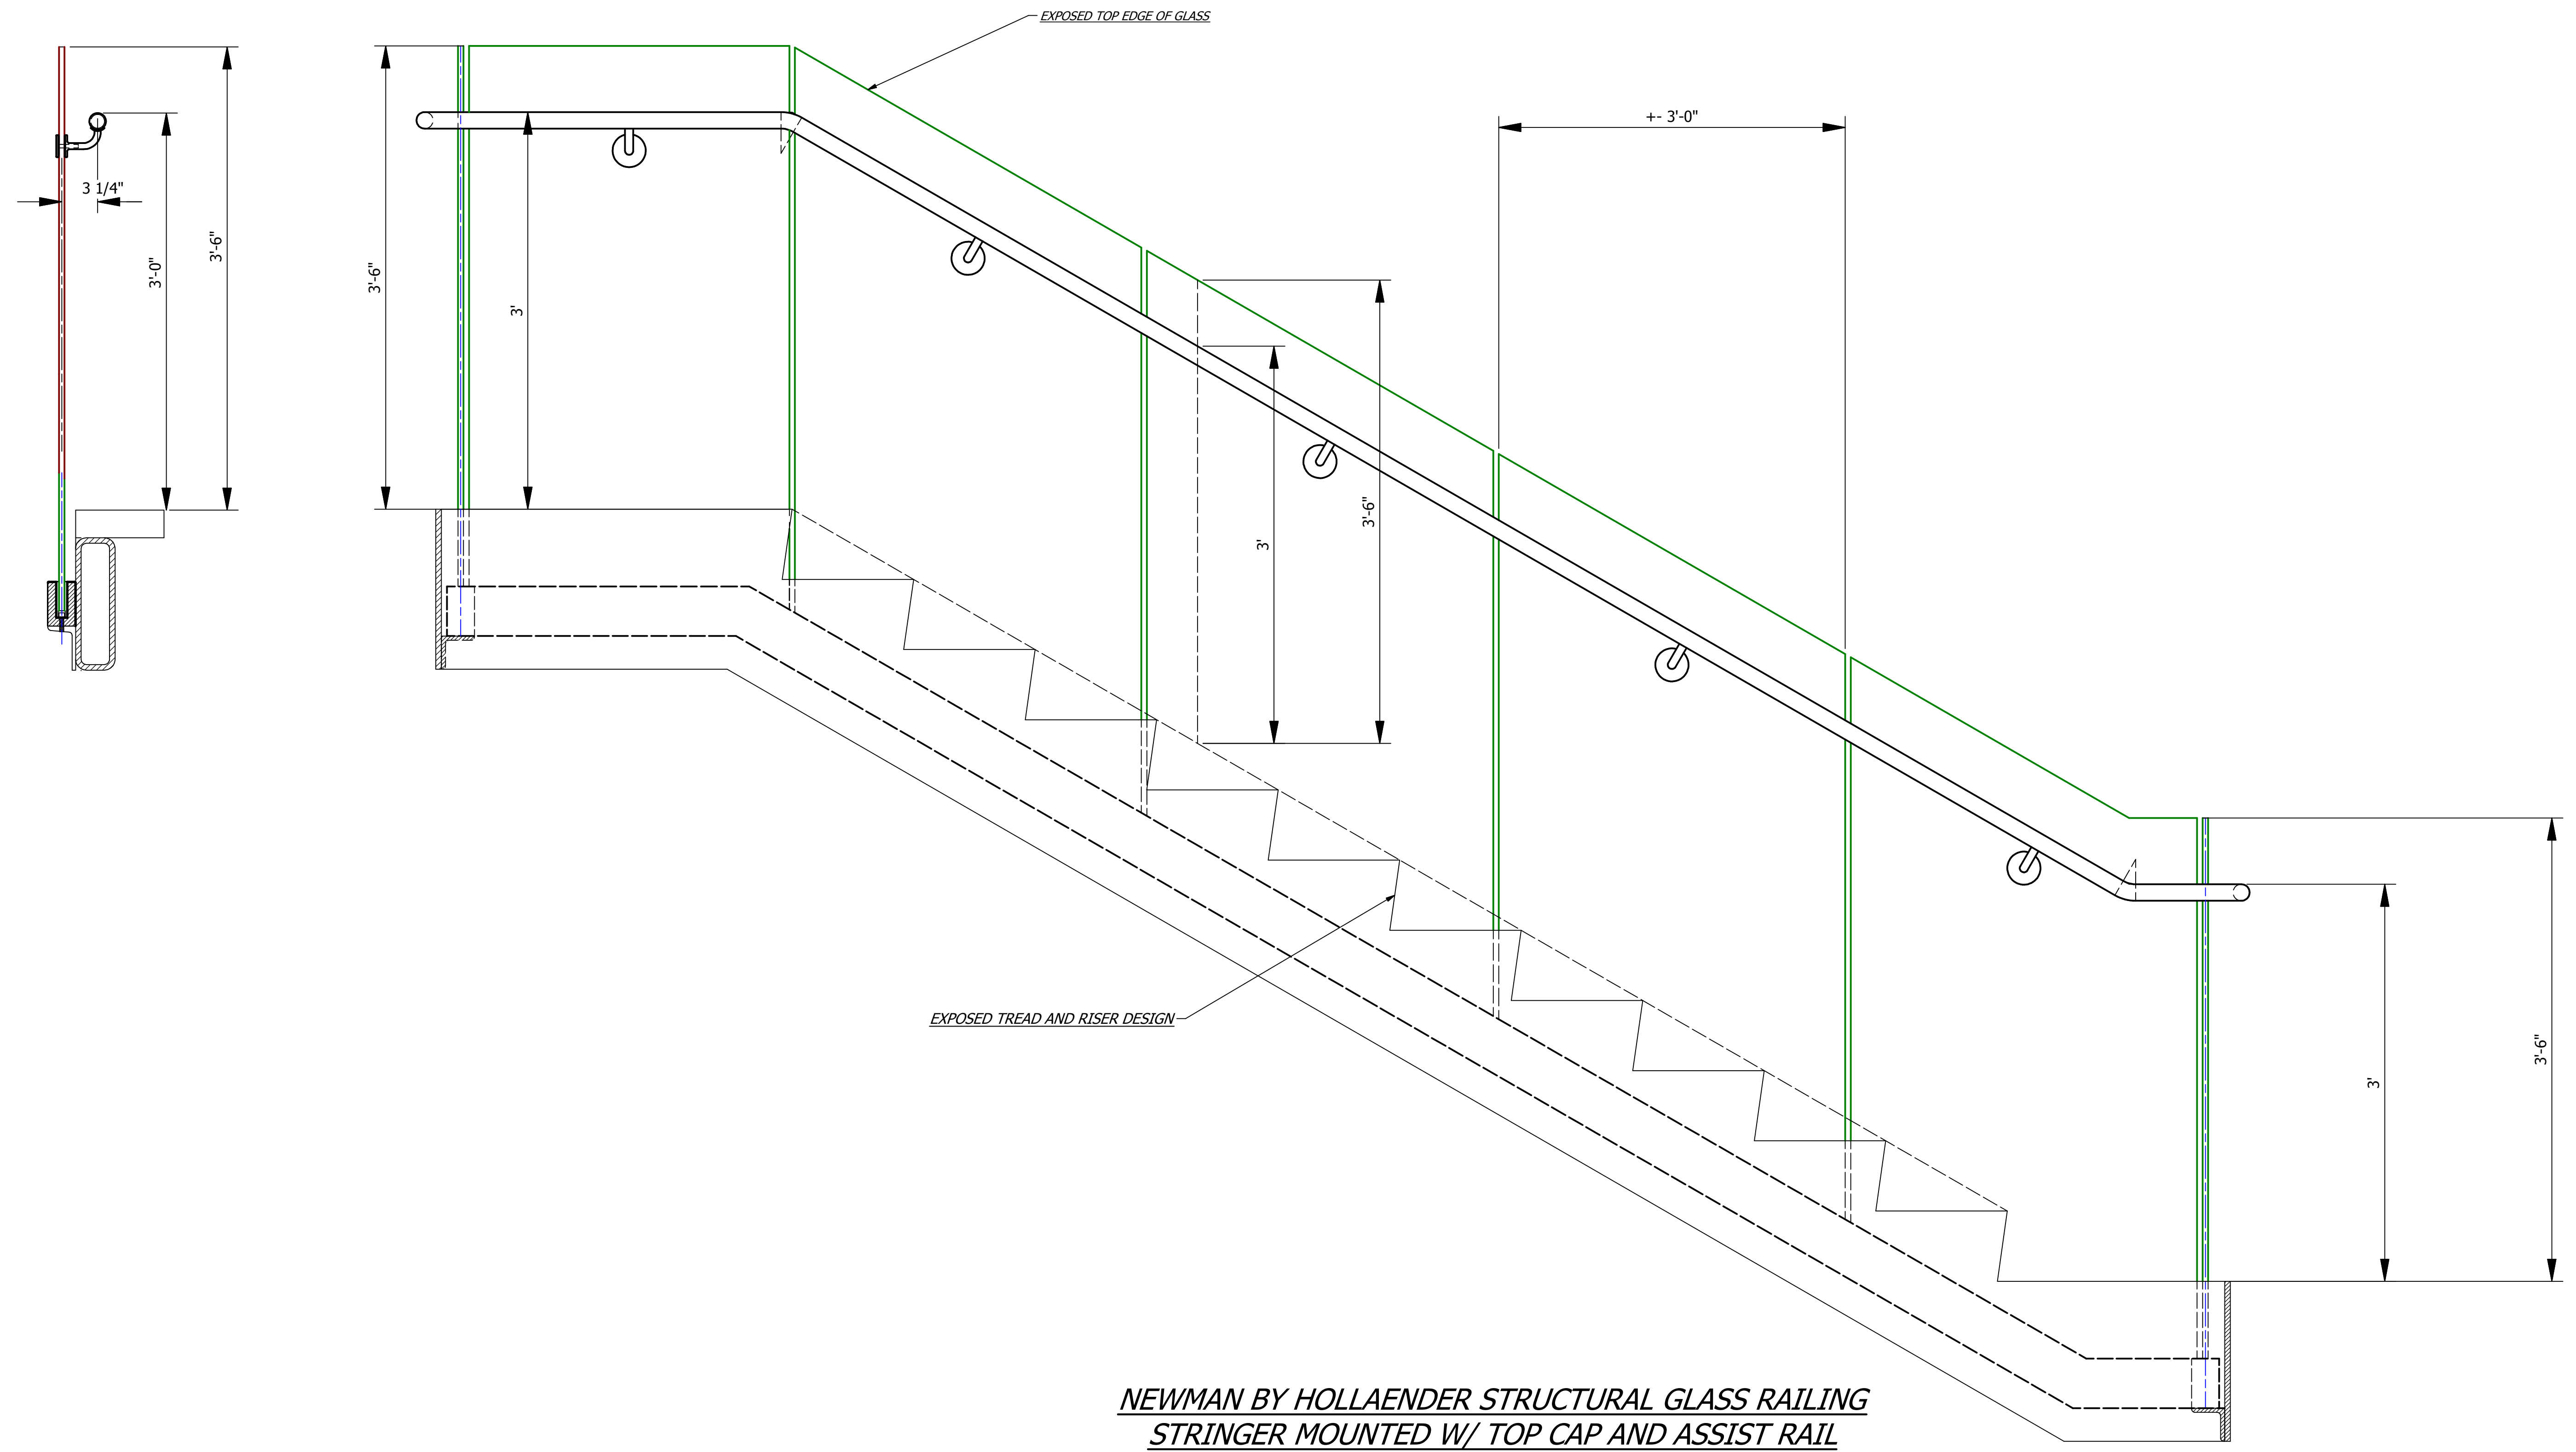 EXPOSED TOP EDGE OF GLASS
+- 3'-0"
3 1/4"
3'-0"
3'-6"
3'-6"
3'
3'
3'-6"
EXPOSED TREAD AND RISER DESIGN
3'
3'-6"
NEWMAN BY HOLLAENDER STRUCTURAL GLASS RAILING
STRINGER MOUNTED W/ TOP CAP AND ASSIST RAIL